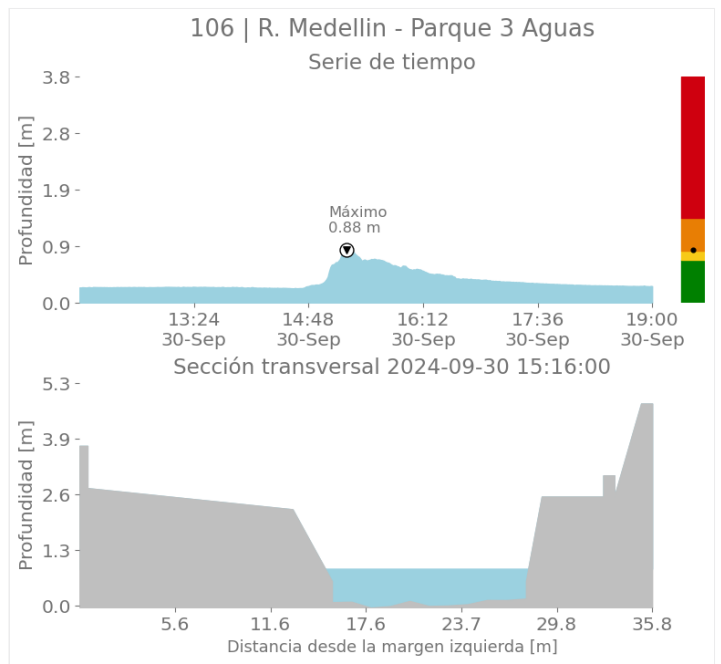 106 | R. Medellin - Parque 3 Aguas
Serie de tiempo
Profundidad [m]
3.8
2.8
1.9
0.9
0.0
Máximo
0.88 m
13:24 14:48 16:12 17:36 19:00
30-Sep 30-Sep 30-Sep 30-Sep 30-Sep
Sección transversal 2024-09-30 15:16:00
Profundidad [m]
5.3
3.9
2.6
1.3
0.0
5.6 11.6 17.6 23.7 29.8 35.8
Distancia desde la margen izquierda [m]